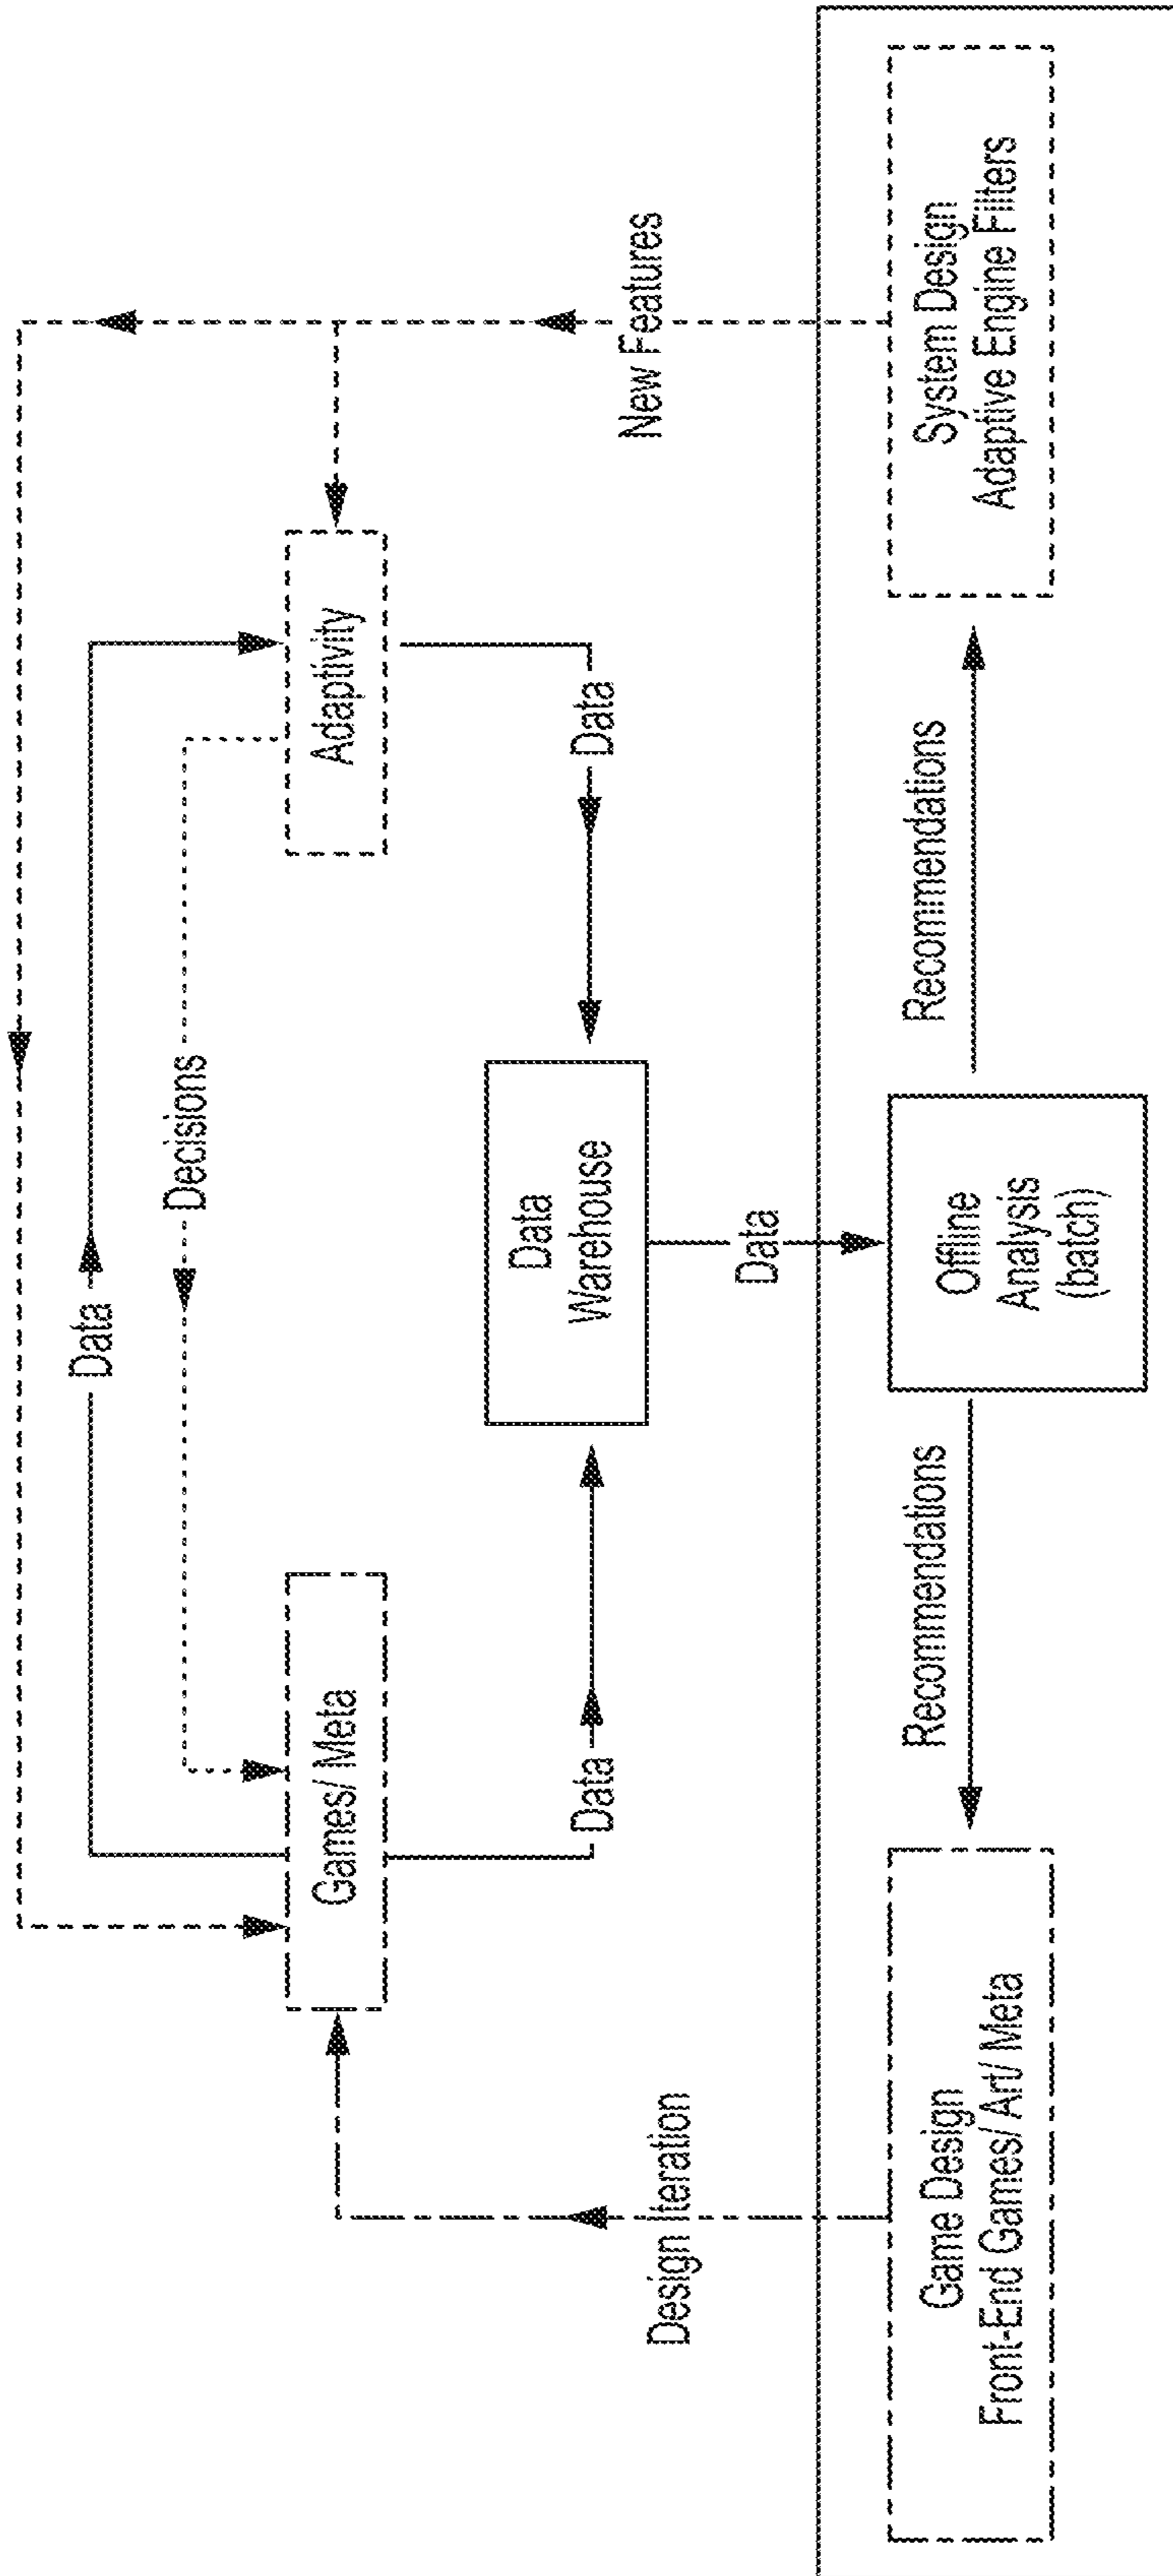 Data
Decisions
Games/ Meta
Adaptivity
Data
Data
Data
Warehouse
Design Iteration
New Features
Data
Game Design
Front-End Games/ Art/ Meta
Recommendations
Offline
Analysis
(batch)
Recommendations
System Design
Adaptive Engine Filters